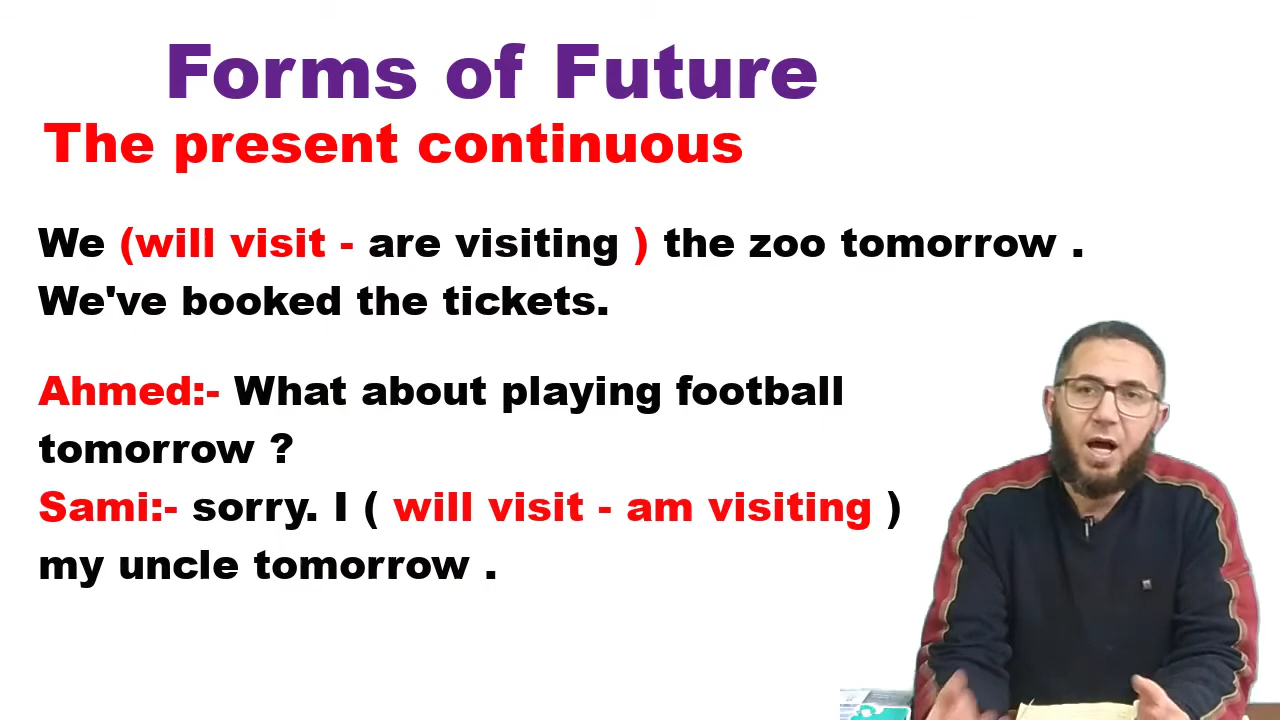 Forms of Future
The present continuous
We (will visit - are visiting ) the zoo tomorrow .
We've booked the tickets.
Ahmed:- What about playing football
tomorrow ?
Sami:- sorry. I ( will visit - am visiting )
my uncle tomorrow .